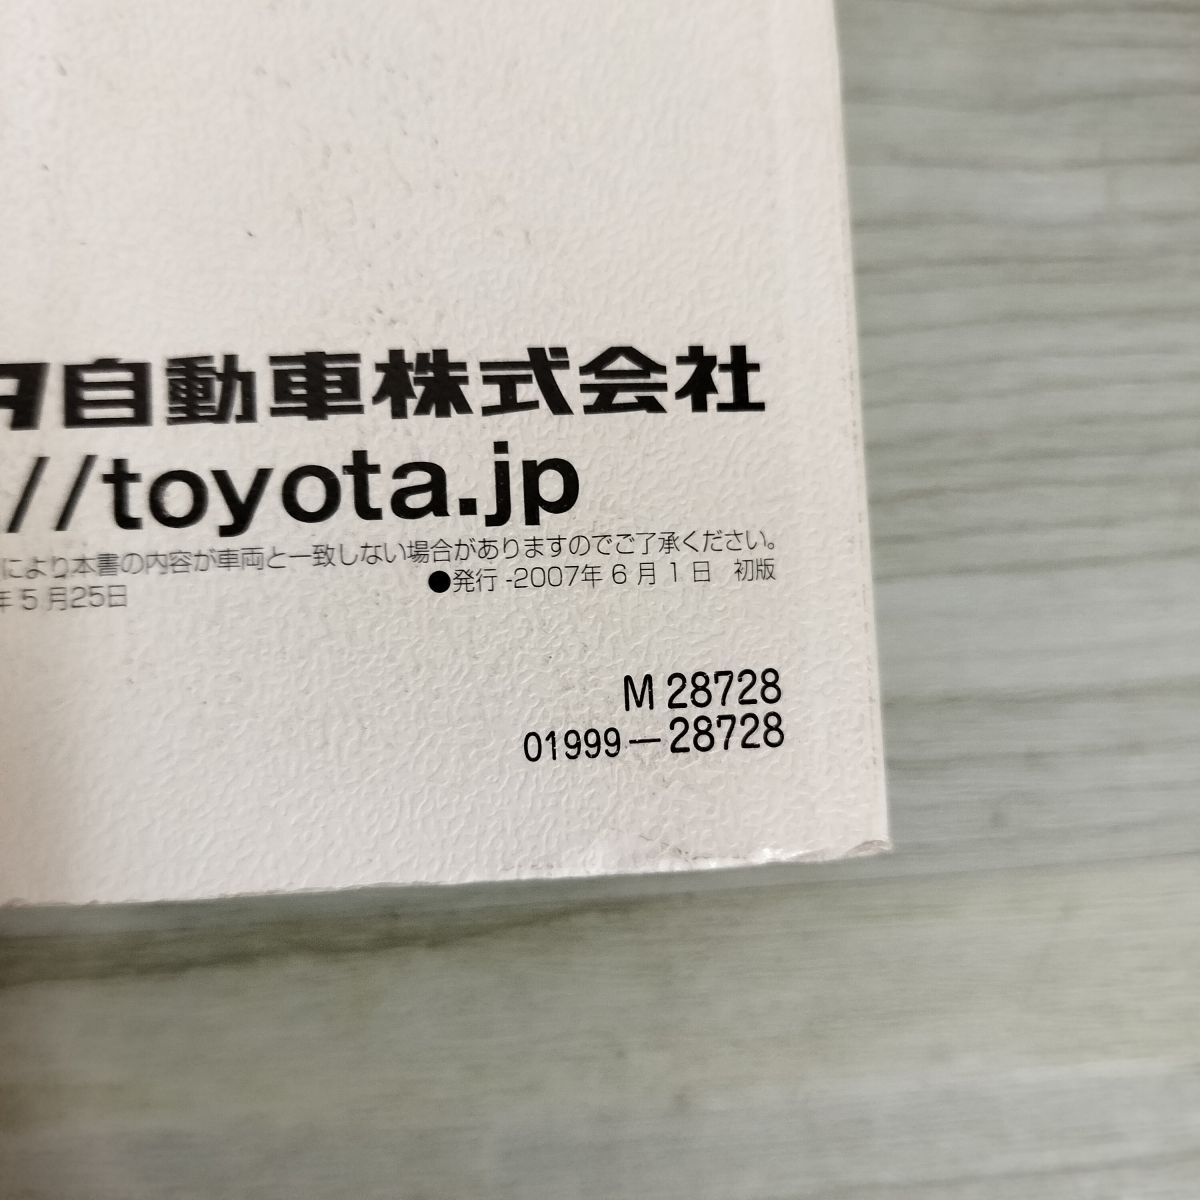 タ自動車株式会社
//toyota.jp
により本書の内容が車両と一致しない場合がありますのでご了承ください。
年 5 月25日 ●発行-2007年 6 月 1 日 初版
M 28728
01999-28728